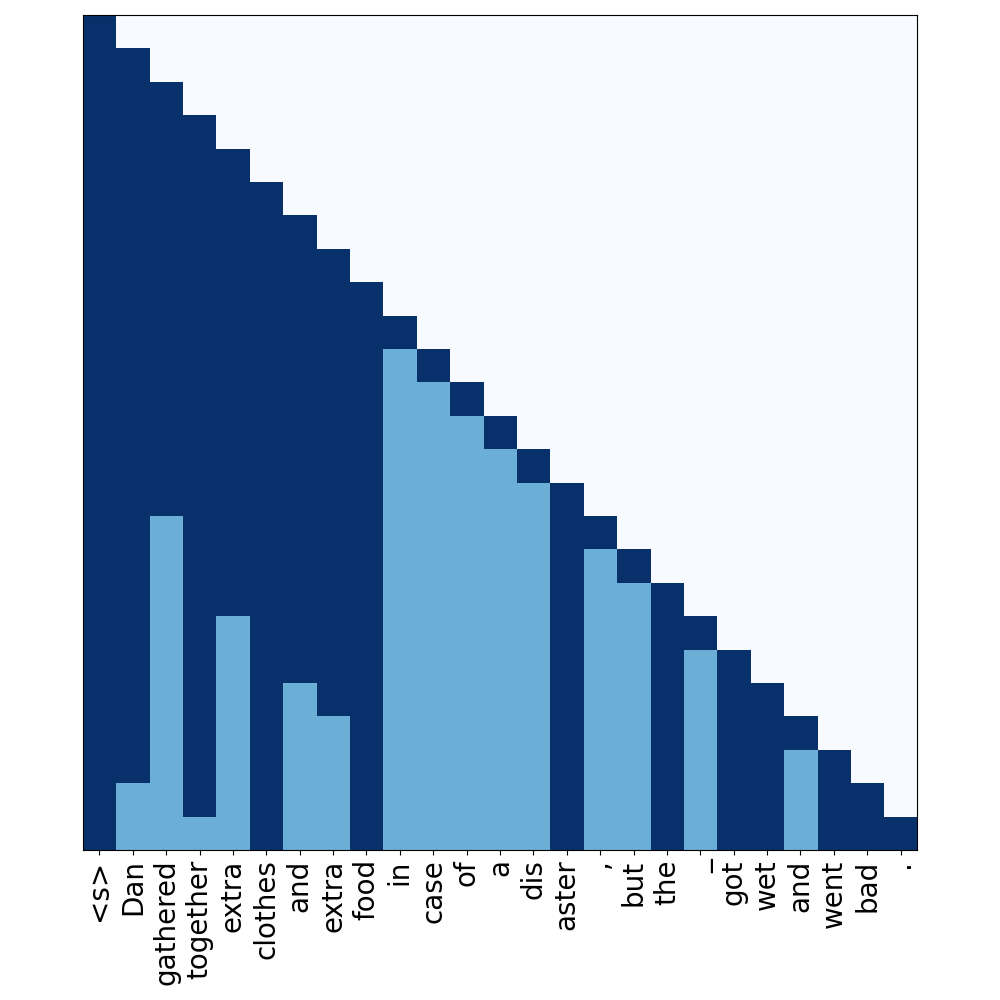 <s> Dan gathered together extra clothes and extra food in case of a dis aster , but the _ got wet and went bad .